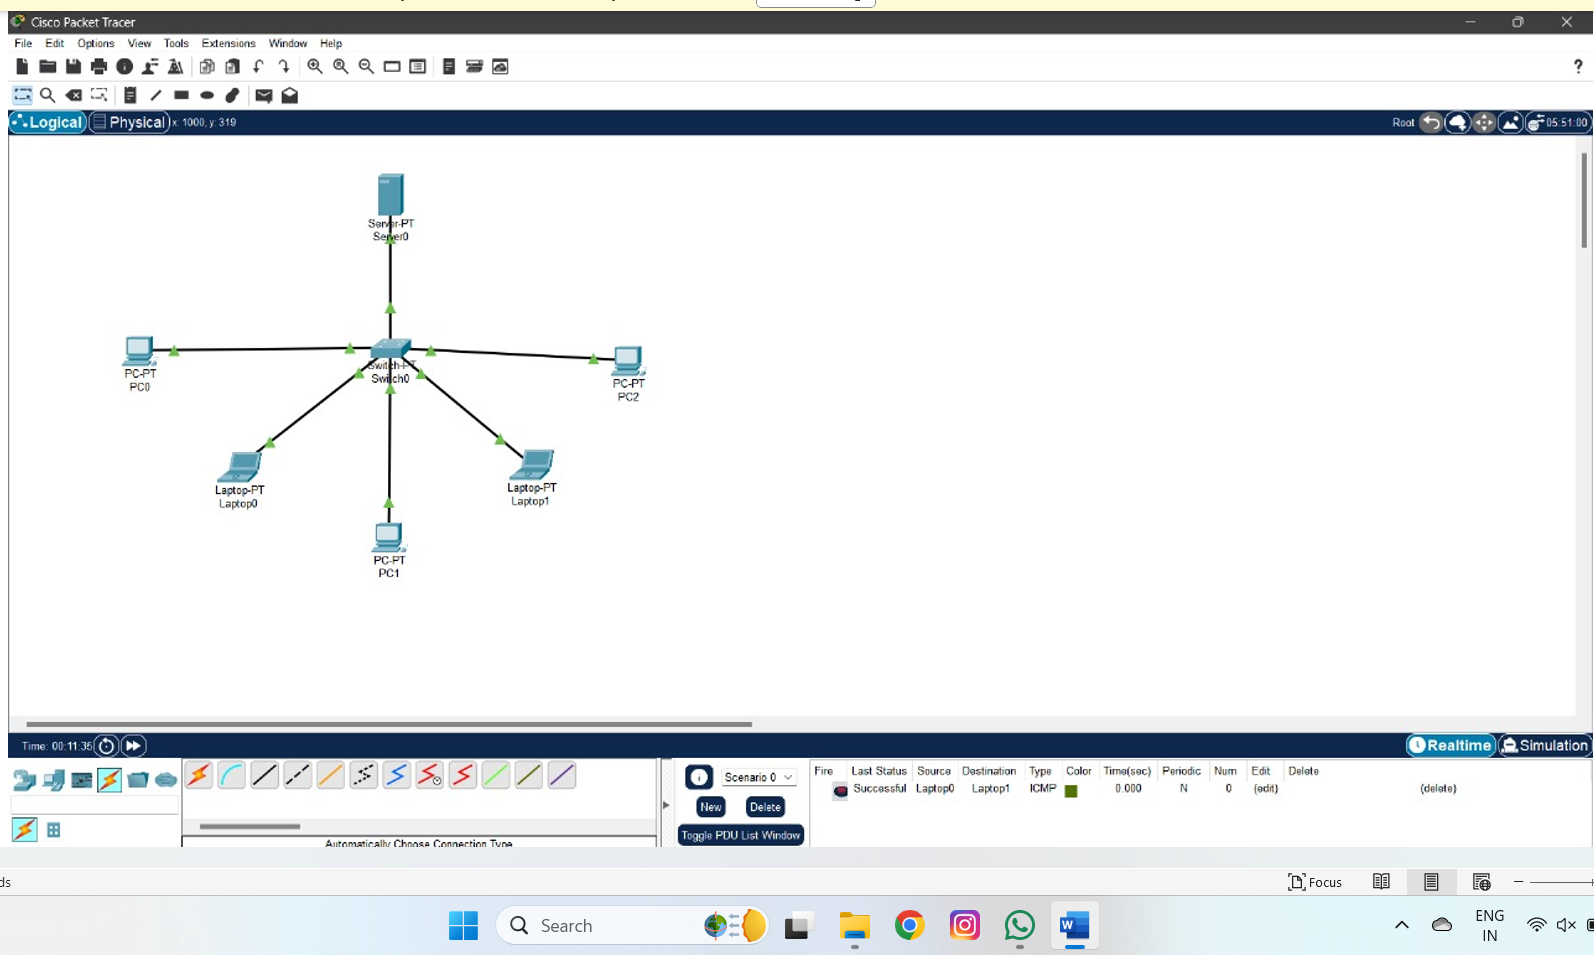 Cisco Packet Tracer
File Edit Options View Tools Extensions Window Help
?
Logical Physical x: 1000, y: 319 Root 05:51:00
Server-PT
Server0
PC-PT
PC0
Switch-PT
Switch0
PC-PT
PC2
Laptop-PT
Laptop0
Laptop-PT
Laptop1
PC-PT
PC1
Time: 00:11:35 Realtime Simulation
Scenario 0
New Delete
Toggle PDU List Window
Fire Last Status Source Destination Type Color Time(sec) Periodic Num Edit Delete
Successful Laptop0 Laptop1 ICMP 0.000 N 0 (edit) (delete)
Automatically Choose Connection Type
ds Focus
Search
ENG
IN